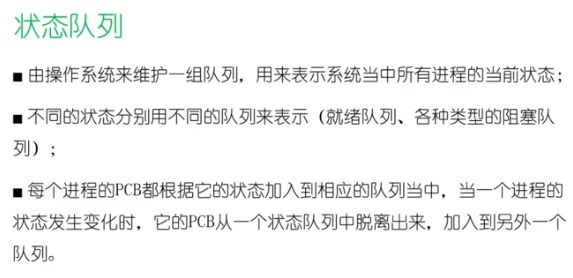 状态队列
■ 由操作系统来维护一组队列，用来表示系统当中所有进程的当前状态；
■ 不同的状态分别用不同的队列来表示（就绪队列、各种类型的阻塞队
列）；
■ 每个进程的PCB都根据它的状态加入到相应的队列当中，当一个进程的
状态发生变化时，它的PCB从一个状态队列中脱离出来，加入到另外一个
队列。